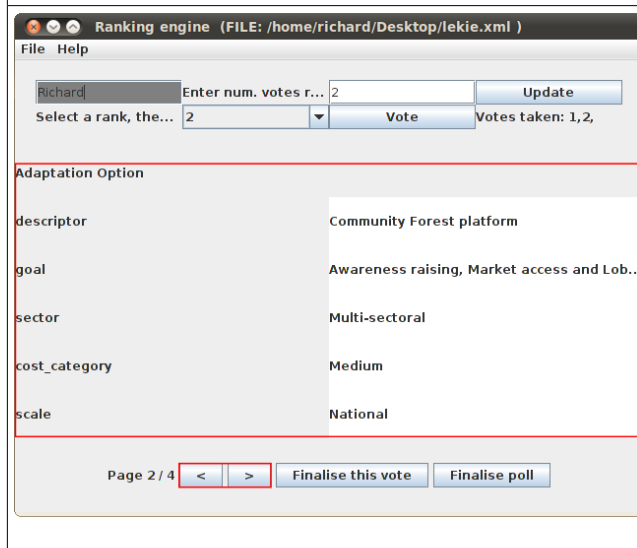 Ranking engine (FILE: /home/richard/Desktop/lekie.xml )
File Help
Richard Enter num. votes r... 2 Update
Select a rank, the... 2 Vote Votes taken: 1,2,
Adaptation Option
descriptor Community Forest platform
goal Awareness raising, Market access and Lob...
sector Multi-sectoral
cost_category Medium
scale National
Page 2 / 4 < > Finalise this vote Finalise poll